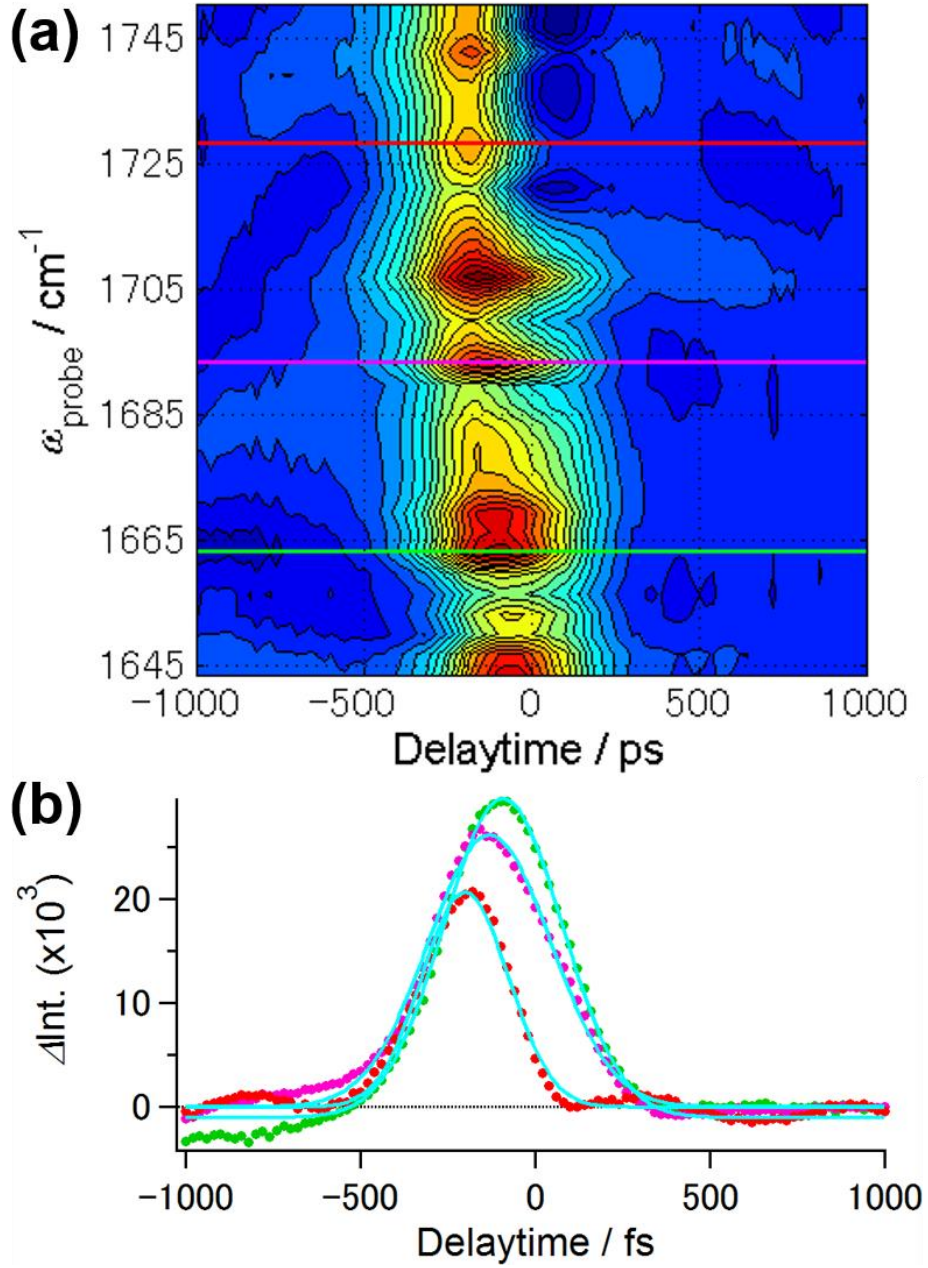 (a)
1745
1725
1705
1685
1665
1645
ω_probe / cm⁻¹
−1000 −500 0 500 1000
Delaytime / ps
(b)
20
10
0
ΔInt. (x10³)
−1000 −500 0 500 1000
Delaytime / fs